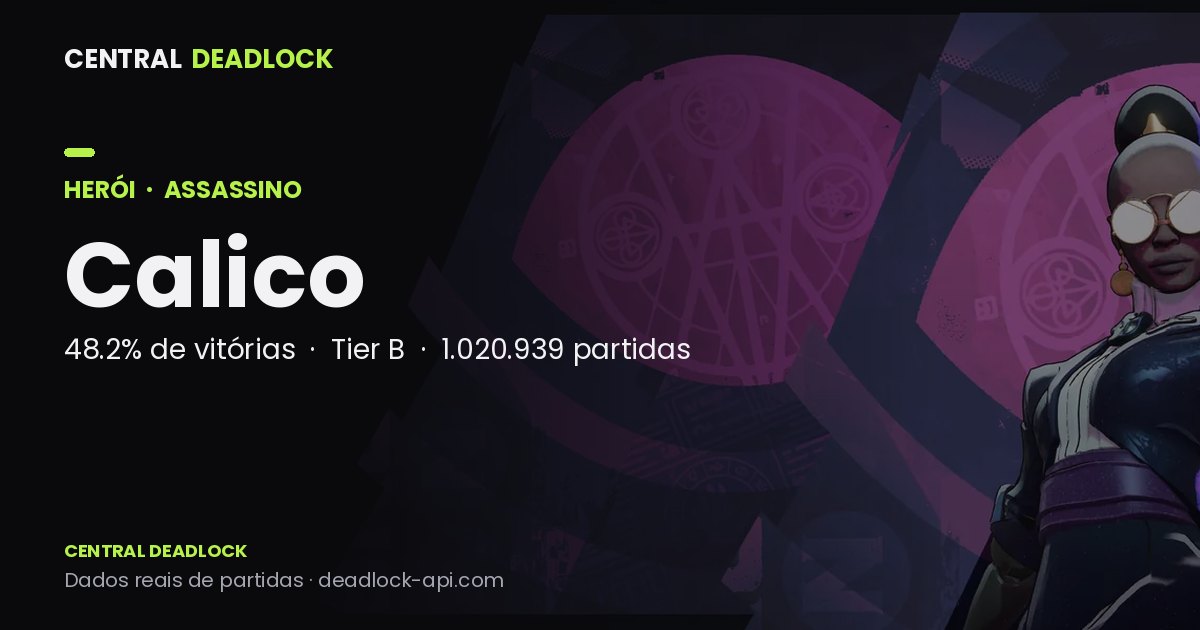 CENTRAL DEADLOCK
HERÓI · ASSASSINO
Calico
48.2% de vitórias · Tier B · 1.020.939 partidas
CENTRAL DEADLOCK
Dados reais de partidas · deadlock-api.com